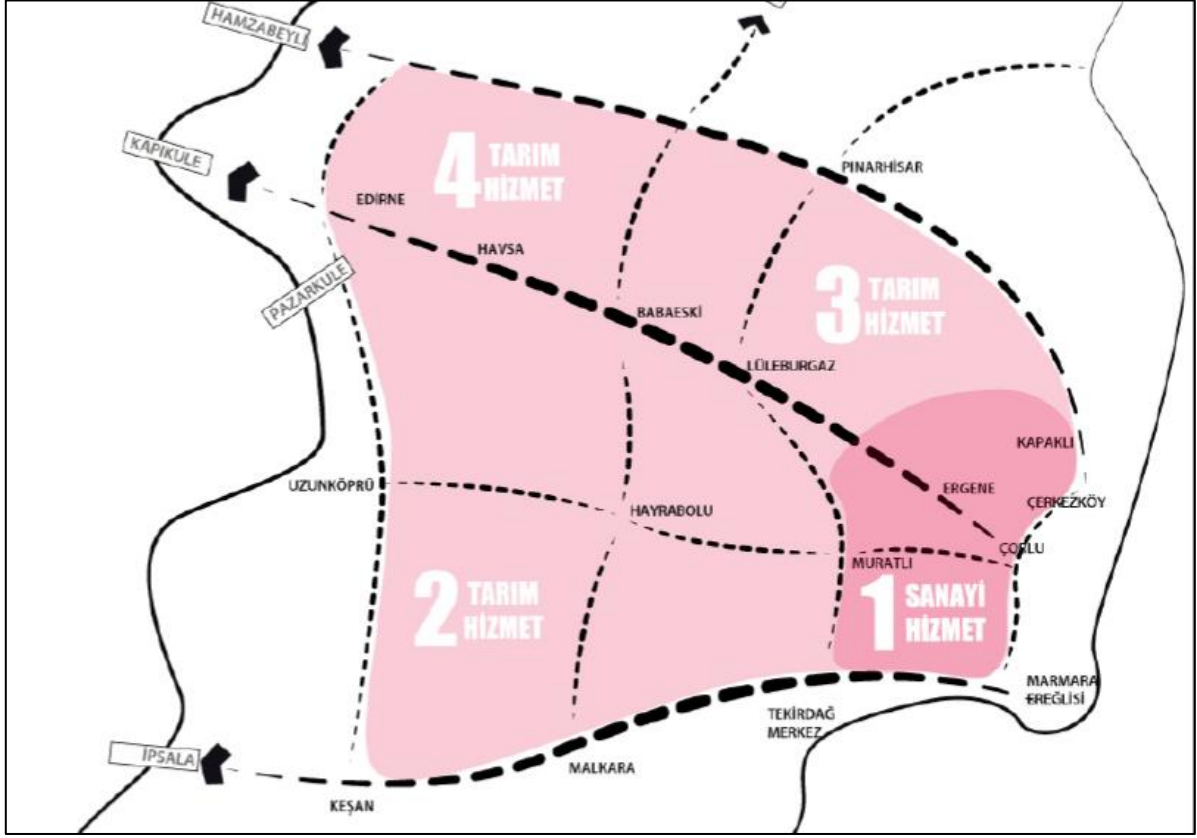 HAMZABEYLİ
KAPIKULE
PINARHİSAR
4 TARIM
HİZMET
EDİRNE
HAVSA
PAZARKULE
3 TARIM
HİZMET
BABAESKİ
LÜLEBURGAZ
KAPAKLI
UZUNKÖPRÜ
ERGENE
ÇERKEZKÖY
HAYRABOLU
ÇORLU
MURATLI
2 TARIM
HİZMET
1 SANAYİ
HİZMET
MARMARA
EREĞLİSİ
TEKİRDAĞ
MERKEZ
İPSALA
MALKARA
KEŞAN